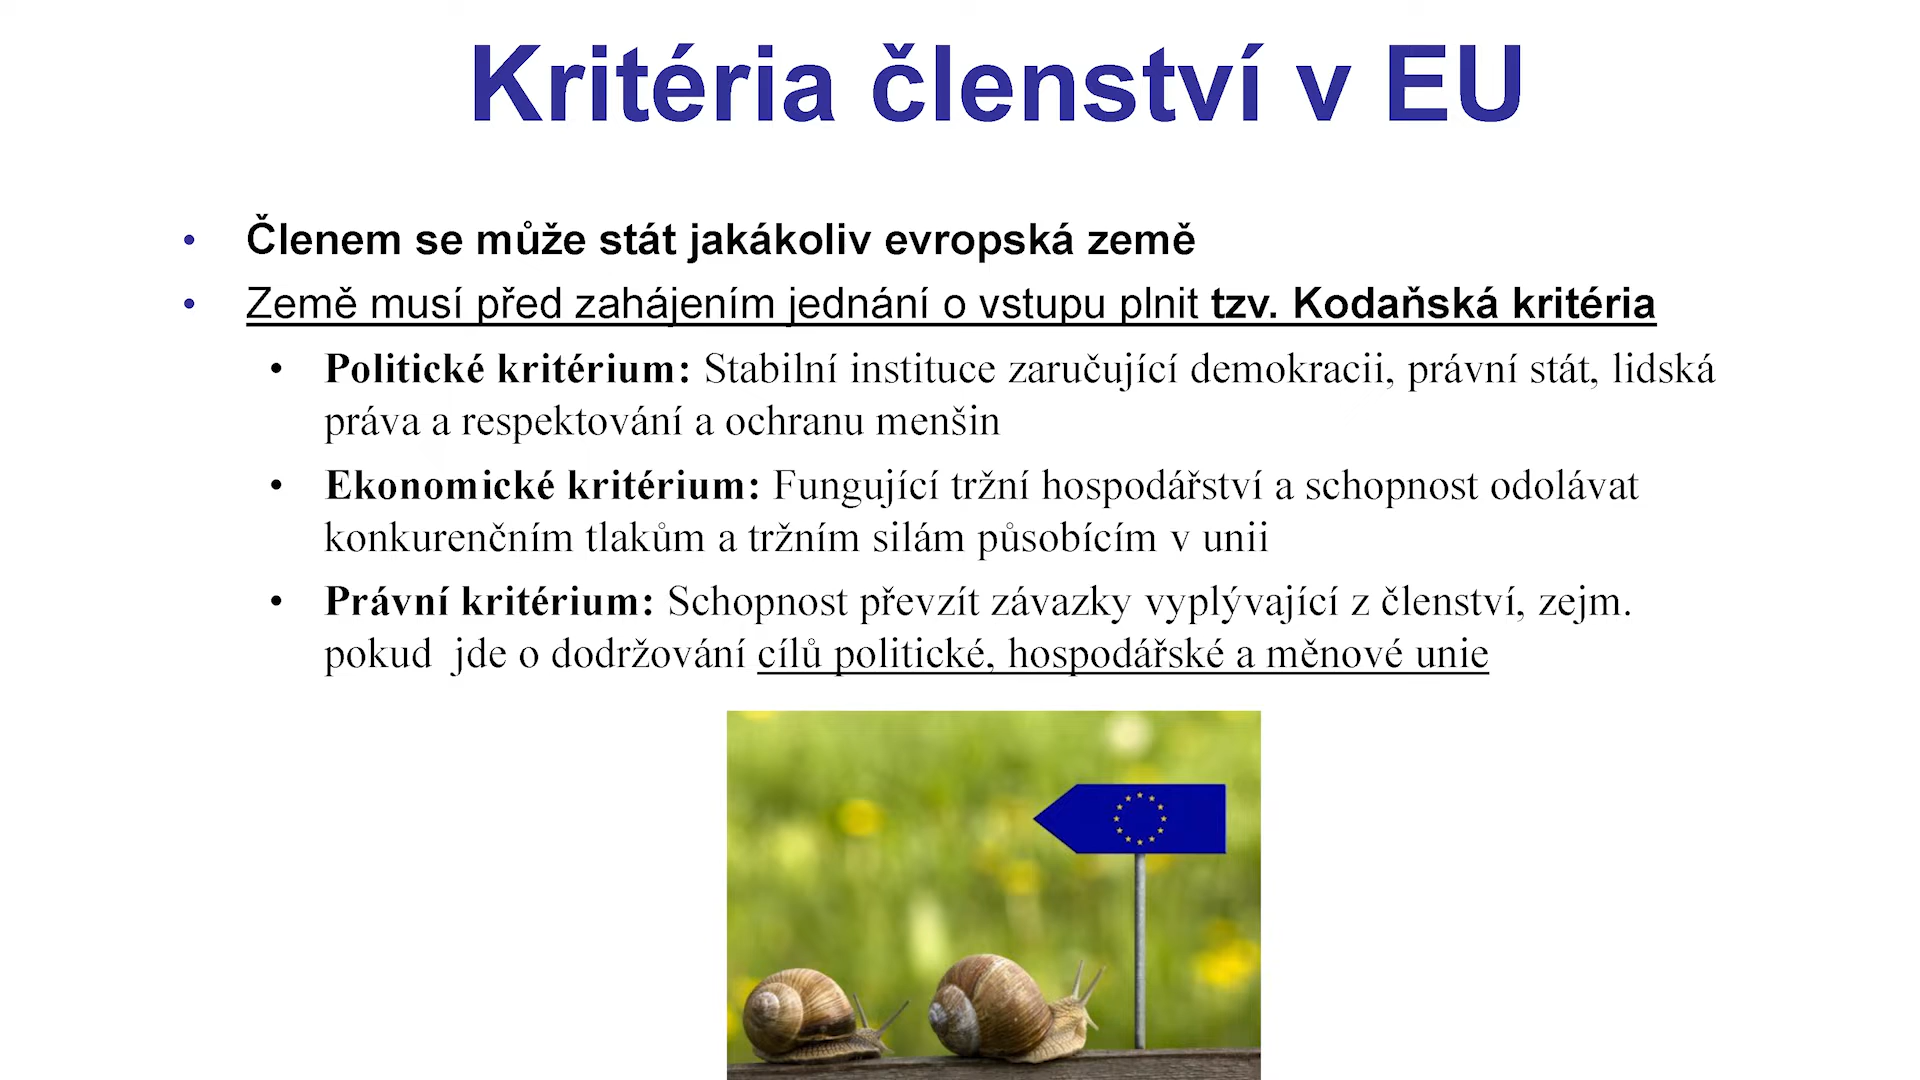 Kritéria členství v EU
• Členem se může stát jakákoliv evropská země
• Země musí před zahájením jednání o vstupu plnit tzv. Kodaňská kritéria
• Politické kritérium: Stabilní instituce zaručující demokracii, právní stát, lidská
práva a respektování a ochranu menšin
• Ekonomické kritérium: Fungující tržní hospodářství a schopnost odolávat
konkurenčním tlakům a tržním silám působícím v unii
• Právní kritérium: Schopnost převzít závazky vyplývající z členství, zejm.
pokud jde o dodržování cílů politické, hospodářské a měnové unie